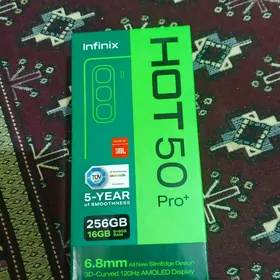 Infinix
HOT 50
Pro+
JBL
TÜV
5-YEAR
OF SMOOTHNESS
256GB
16GB
6.8mm All New SlimEdge Design
3D-Curved 120Hz AMOLED Display